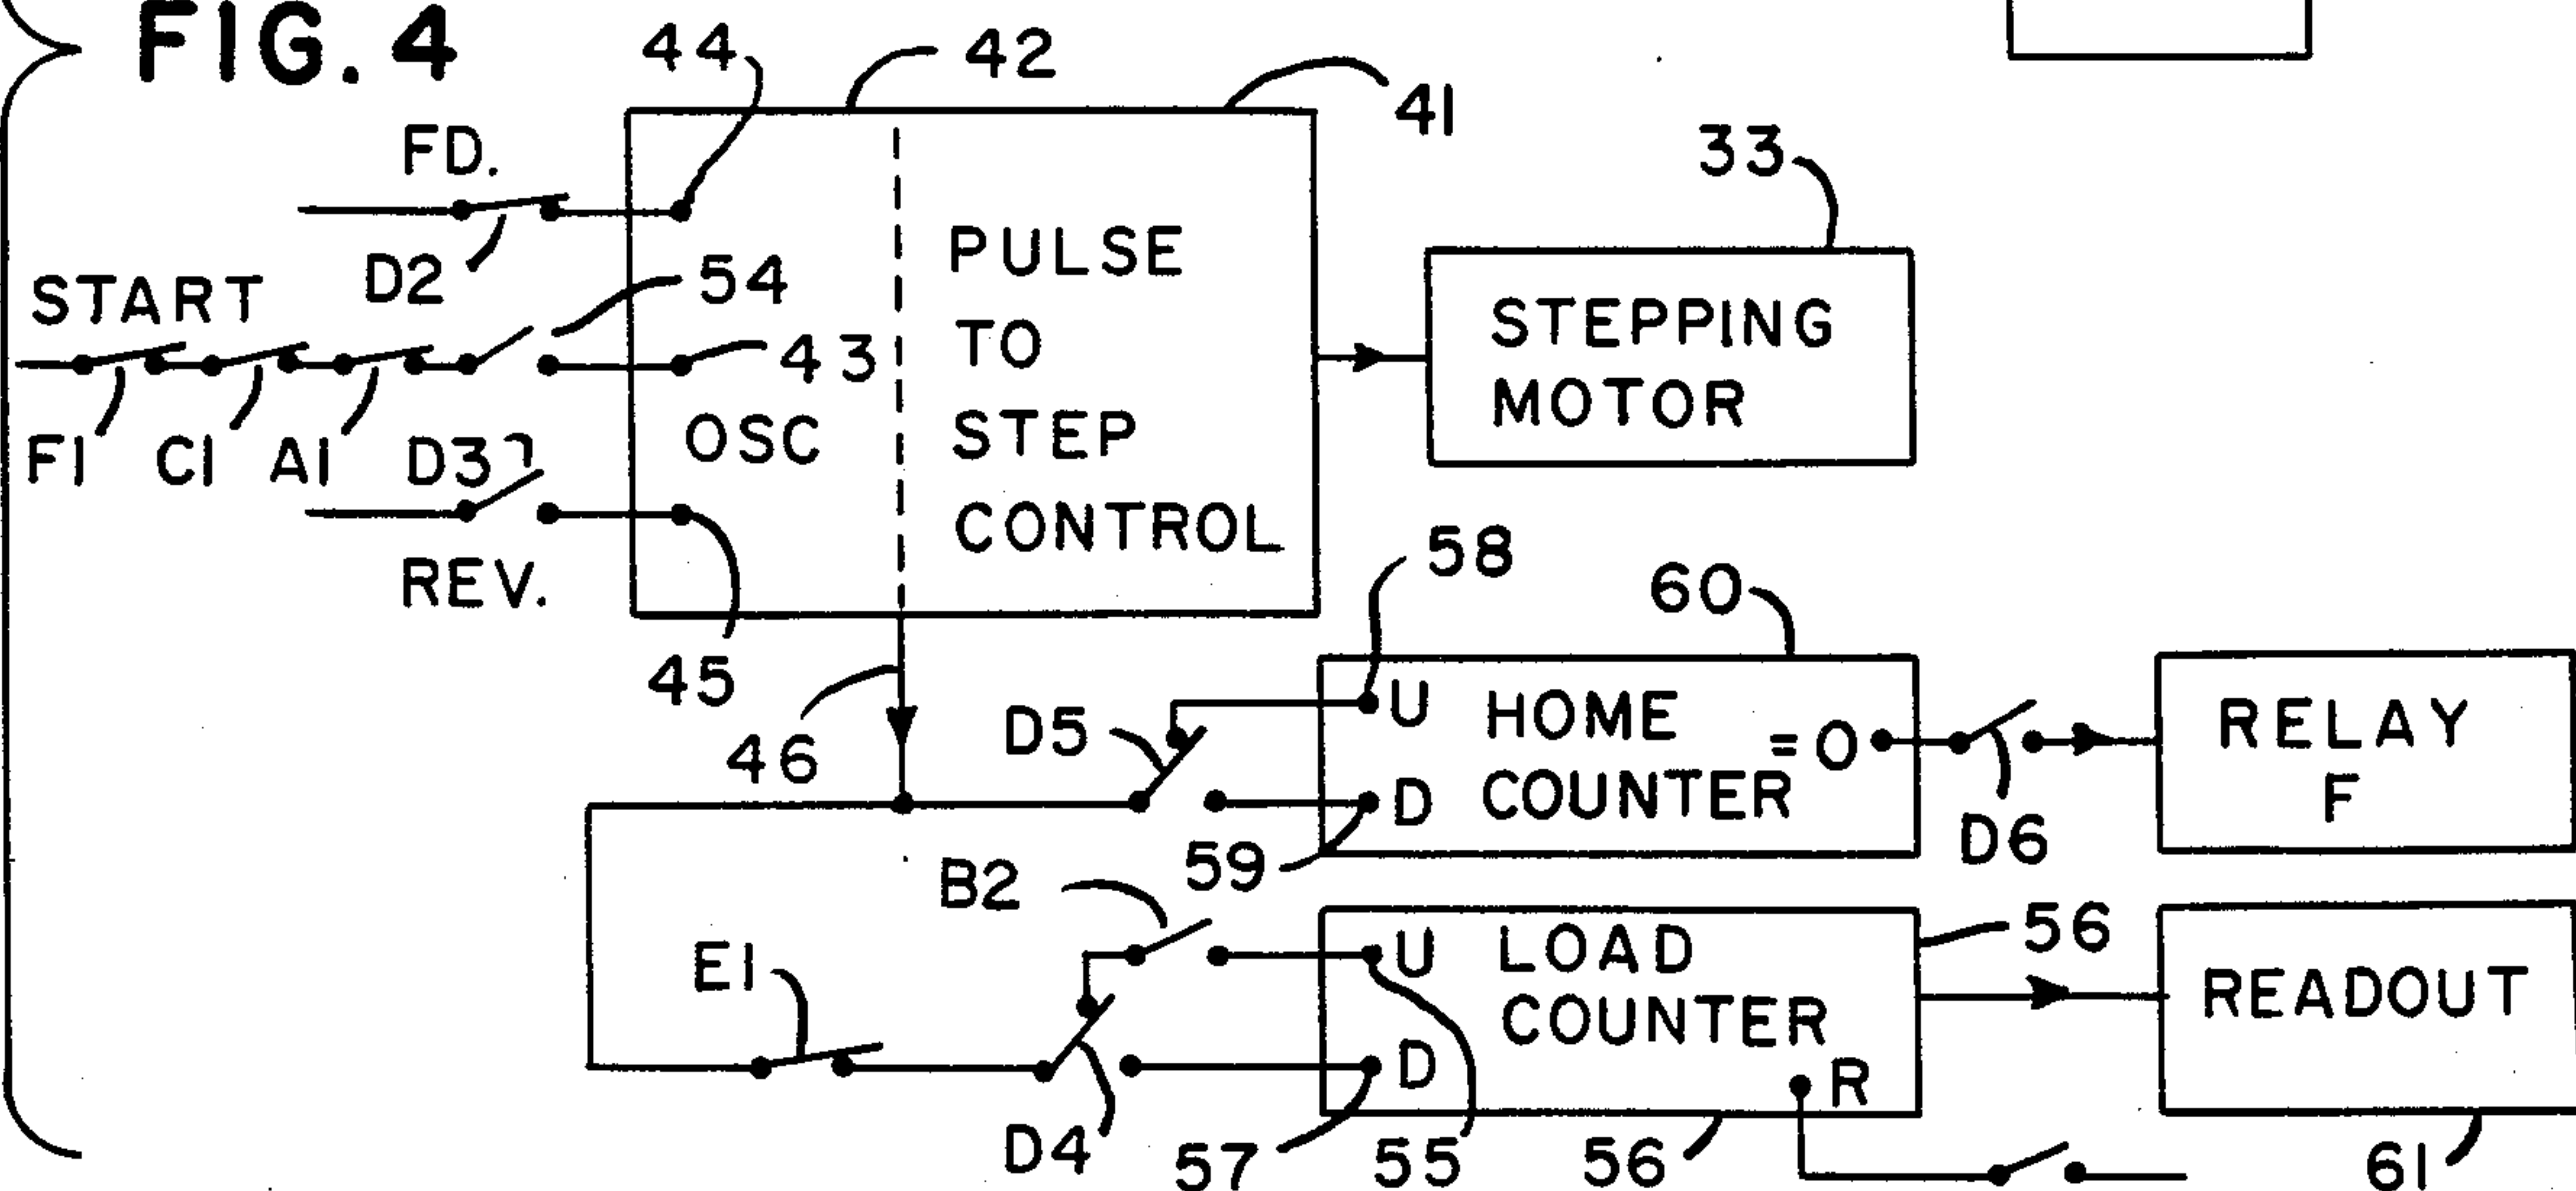 FIG. 4
44
42
41
FD.
33
D2
START
54
43
F1
C1
A1
D3
OSC
PULSE
TO
STEP
CONTROL
STEPPING
MOTOR
REV.
45
46
58
60
D5
U
HOME
COUNTER
= 0
D
59
D6
RELAY
F
B2
E1
U
LOAD
COUNTER
56
READOUT
D
R
D4
57
55
56
61